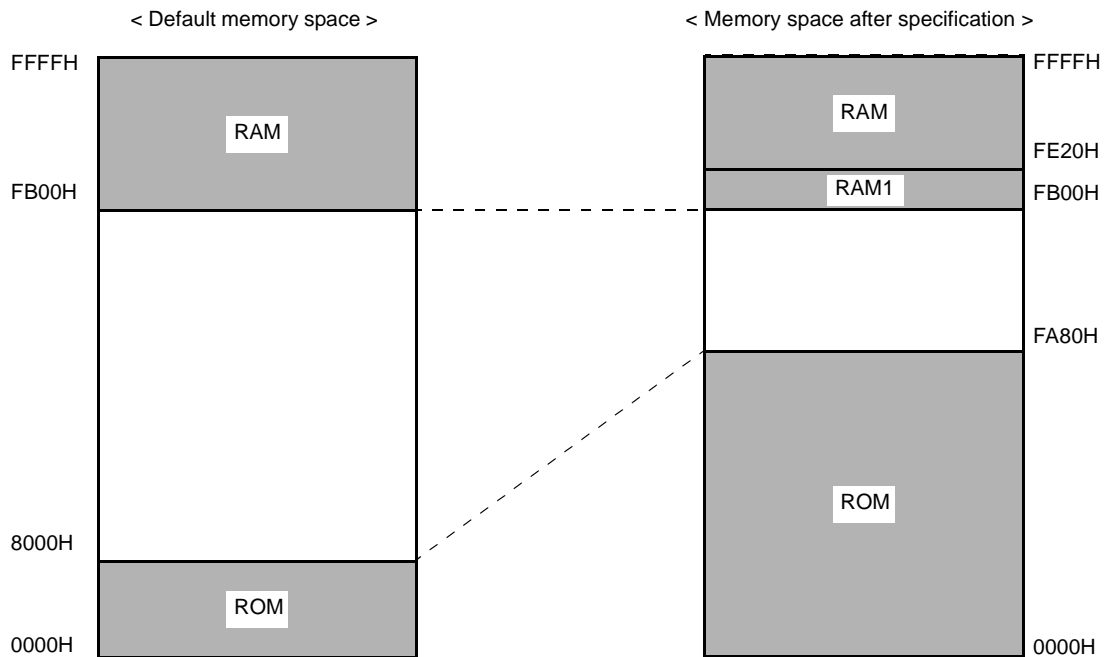 < Default memory space >
FFFFH
RAM
FB00H
8000H
ROM
0000H
< Memory space after specification >
FFFFH
RAM
FE20H
RAM1
FB00H
FA80H
ROM
0000H